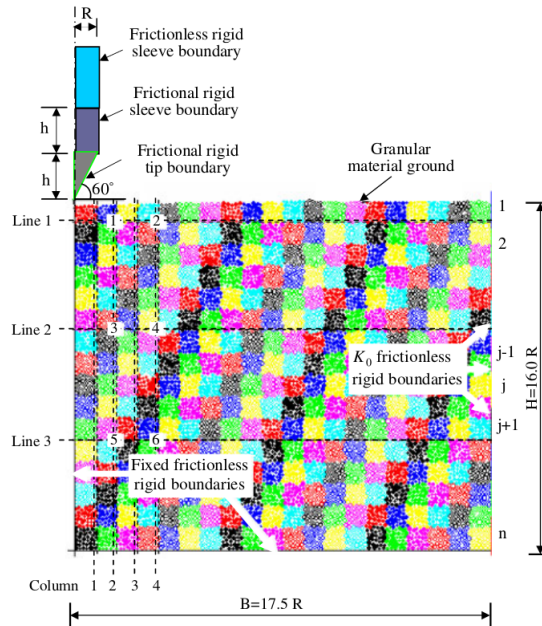 R
Frictionless rigid
sleeve boundary
Frictional rigid
sleeve boundary
h
Frictional rigid
tip boundary
h
60°
Granular
material ground
Line 1
1
2
1
2
Line 2
3
4
K0 frictionless
rigid boundaries
j-1
j
j+1
H=16.0 R
Line 3
5
6
Fixed frictionless
rigid boundaries
n
Column 1 2 3 4
B=17.5 R